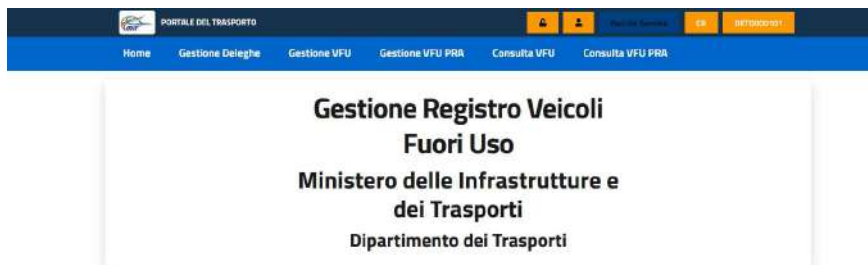 PORTALE DEL TRASPORTO
Home Gestione Deleghe Gestione VFU Gestione VFU PRA Consulta VFU Consulta VFU PRA
Gestione Registro Veicoli
Fuori Uso
Ministero delle Infrastrutture e
dei Trasporti
Dipartimento dei Trasporti